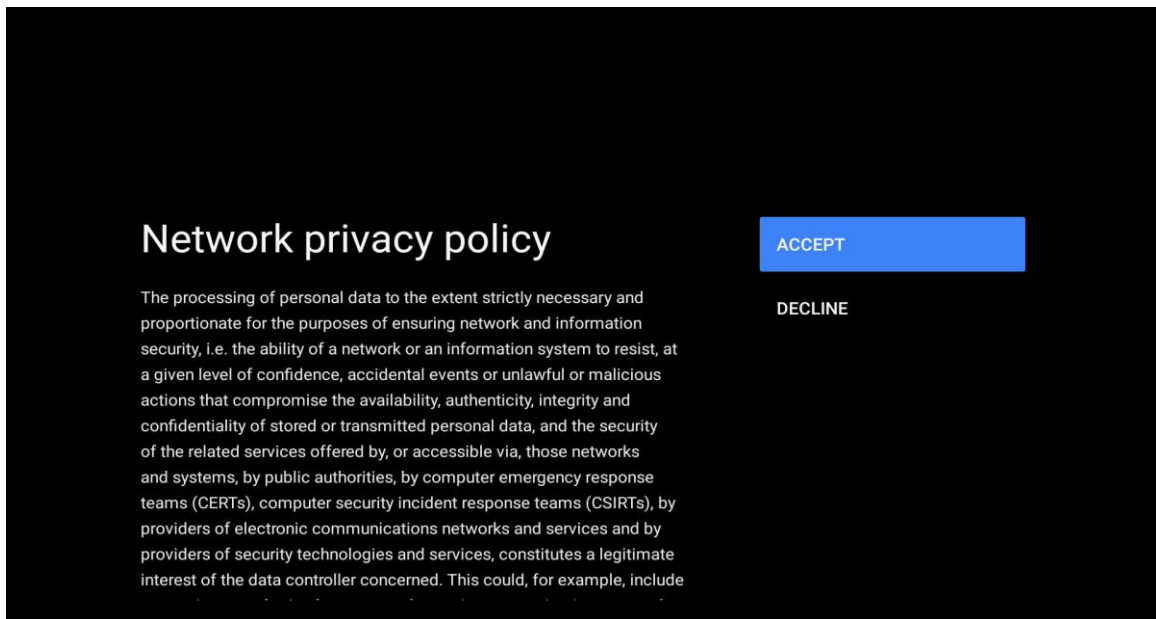 Network privacy policy
The processing of personal data to the extent strictly necessary and
proportionate for the purposes of ensuring network and information
security, i.e. the ability of a network or an information system to resist, at
a given level of confidence, accidental events or unlawful or malicious
actions that compromise the availability, authenticity, integrity and
confidentiality of stored or transmitted personal data, and the security
of the related services offered by, or accessible via, those networks
and systems, by public authorities, by computer emergency response
teams (CERTs), computer security incident response teams (CSIRTs), by
providers of electronic communications networks and services and by
providers of security technologies and services, constitutes a legitimate
interest of the data controller concerned. This could, for example, include
ACCEPT
DECLINE